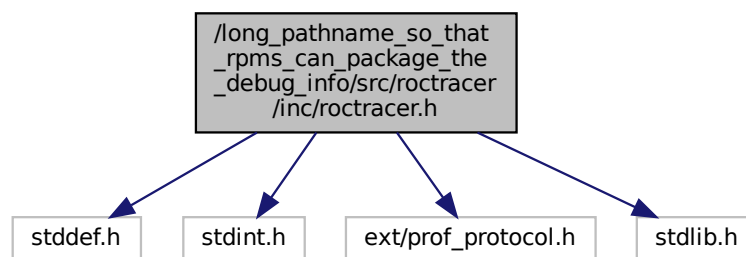 /long_pathname_so_that
_rpms_can_package_the
_debug_info/src/roctracer
/inc/roctracer.h
stddef.h
stdint.h
ext/prof_protocol.h
stdlib.h